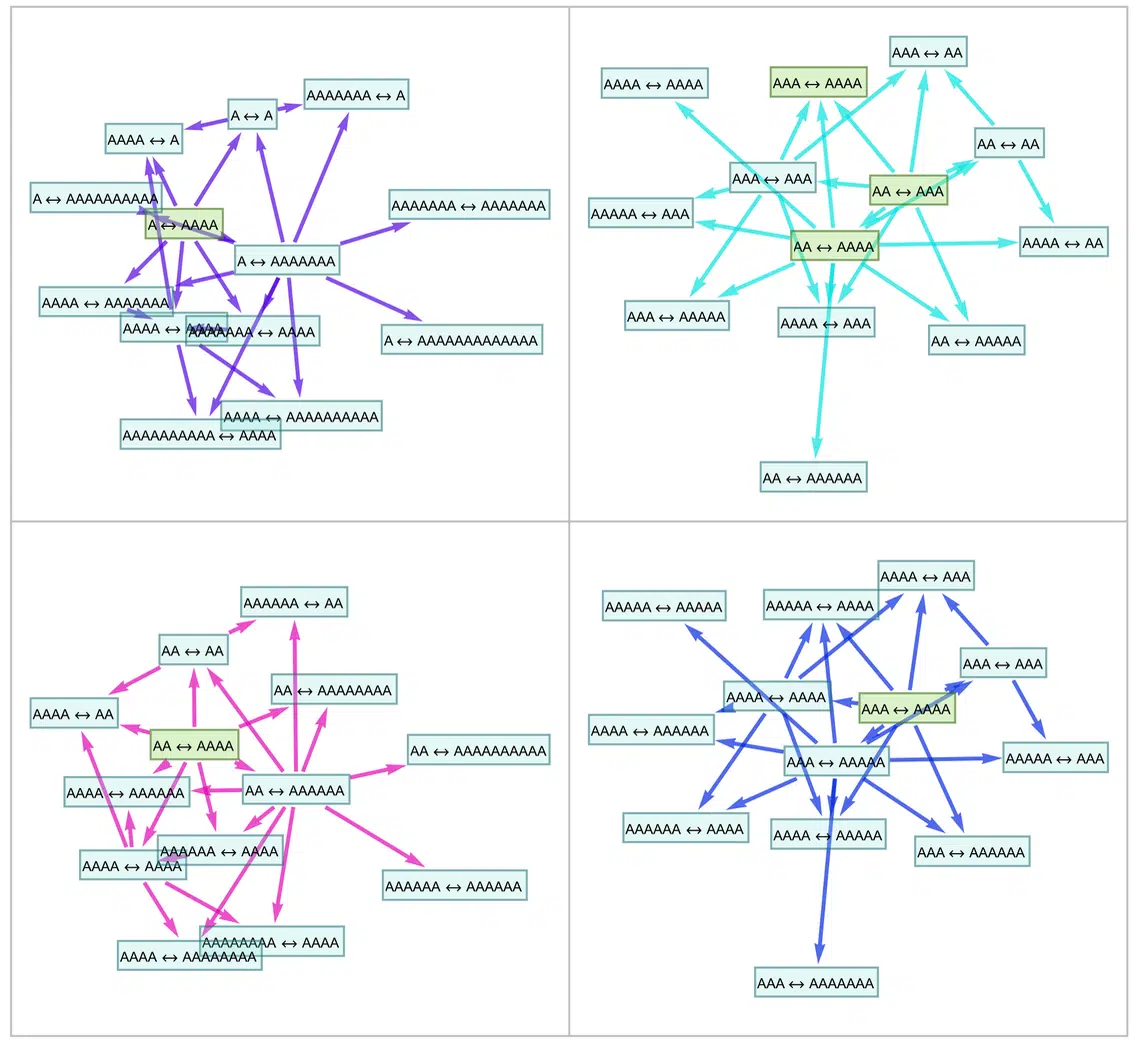 AAAAAAA ↔ A
A ↔ A
AAAA ↔ A
A ↔ AAAAAAAAAA
AAAAAAA ↔ AAAAAAA
A ↔ AAAA
A ↔ AAAAAAA
AAAA ↔ AAAAAAA
AAAA ↔ AAAA
AAAAAAA ↔ AAAA
A ↔ AAAAAAAAAAAAA
AAAA ↔ AAAAAAAAAA
AAAAAAAAAA ↔ AAAA
AAA ↔ AA
AAAA ↔ AAAA
AAA ↔ AAAA
AA ↔ AA
AAA ↔ AAA
AA ↔ AAA
AAAAA ↔ AAA
AA ↔ AAAA
AAAA ↔ AA
AAA ↔ AAAAA
AAAA ↔ AAA
AA ↔ AAAAA
AA ↔ AAAAAA
AAAAAA ↔ AA
AA ↔ AA
AA ↔ AAAAAAAA
AAAA ↔ AA
AA ↔ AAAA
AA ↔ AAAAAAAAAA
AAAA ↔ AAAAAA
AA ↔ AAAAAA
AAAAAA ↔ AAAA
AAAA ↔ AAAA
AAAAAA ↔ AAAAAA
AAAAAAAA ↔ AAAA
AAAA ↔ AAAAAAAA
AAAA ↔ AAA
AAAAA ↔ AAAAA
AAAAA ↔ AAAA
AAA ↔ AAA
AAAA ↔ AAAA
AAA ↔ AAAA
AAAA ↔ AAAAAA
AAA ↔ AAAAA
AAAAA ↔ AAA
AAAAAA ↔ AAAA
AAAA ↔ AAAAA
AAA ↔ AAAAAA
AAA ↔ AAAAAAA